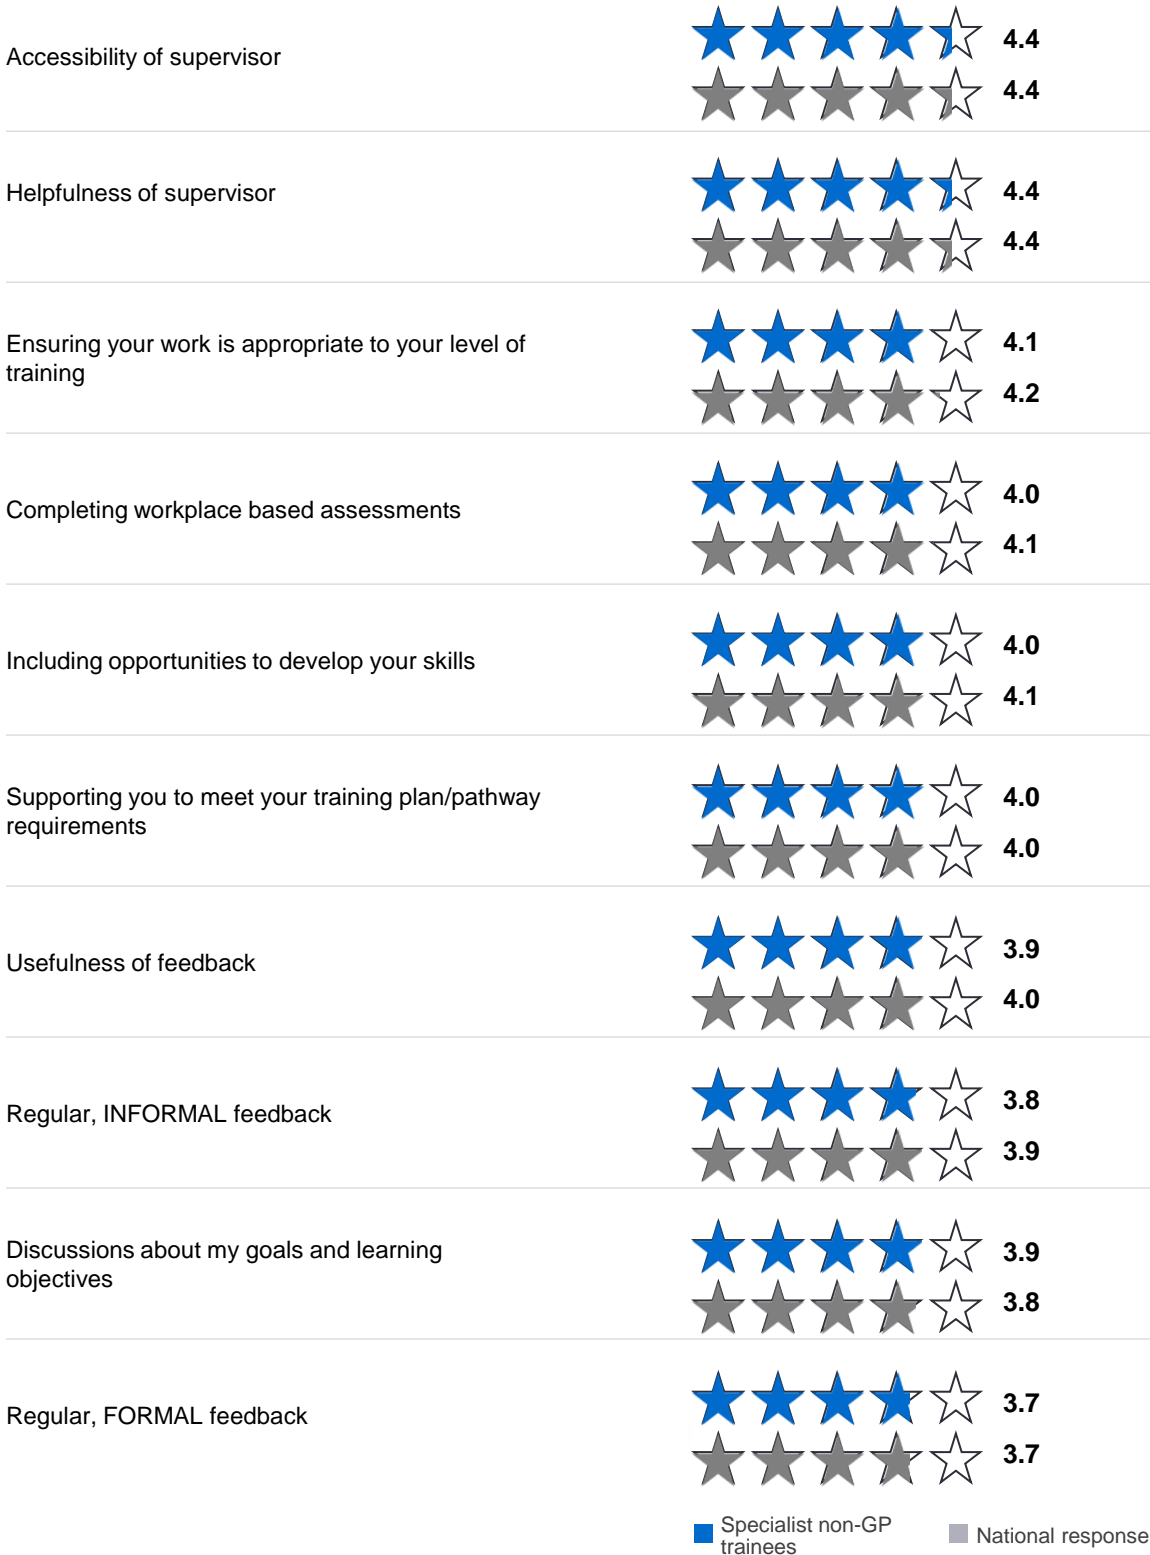 Accessibility of supervisor
4.4
4.4
Helpfulness of supervisor
4.4
4.4
Ensuring your work is appropriate to your level of
training
4.1
4.2
Completing workplace based assessments
4.0
4.1
Including opportunities to develop your skills
4.0
4.1
Supporting you to meet your training plan/pathway
requirements
4.0
4.0
Usefulness of feedback
3.9
4.0
Regular, INFORMAL feedback
3.8
3.9
Discussions about my goals and learning
objectives
3.9
3.8
Regular, FORMAL feedback
3.7
3.7
Specialist non-GP
trainees
National response